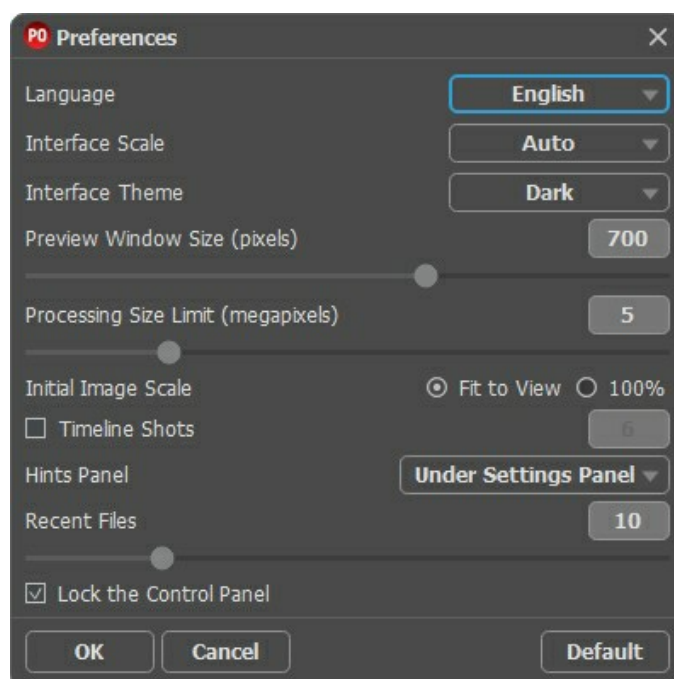 PO Preferences
Language English
Interface Scale Auto
Interface Theme Dark
Preview Window Size (pixels) 700
Processing Size Limit (megapixels) 5
Initial Image Scale Fit to View 100%
Timeline Shots 6
Hints Panel Under Settings Panel
Recent Files 10
Lock the Control Panel
OK Cancel Default